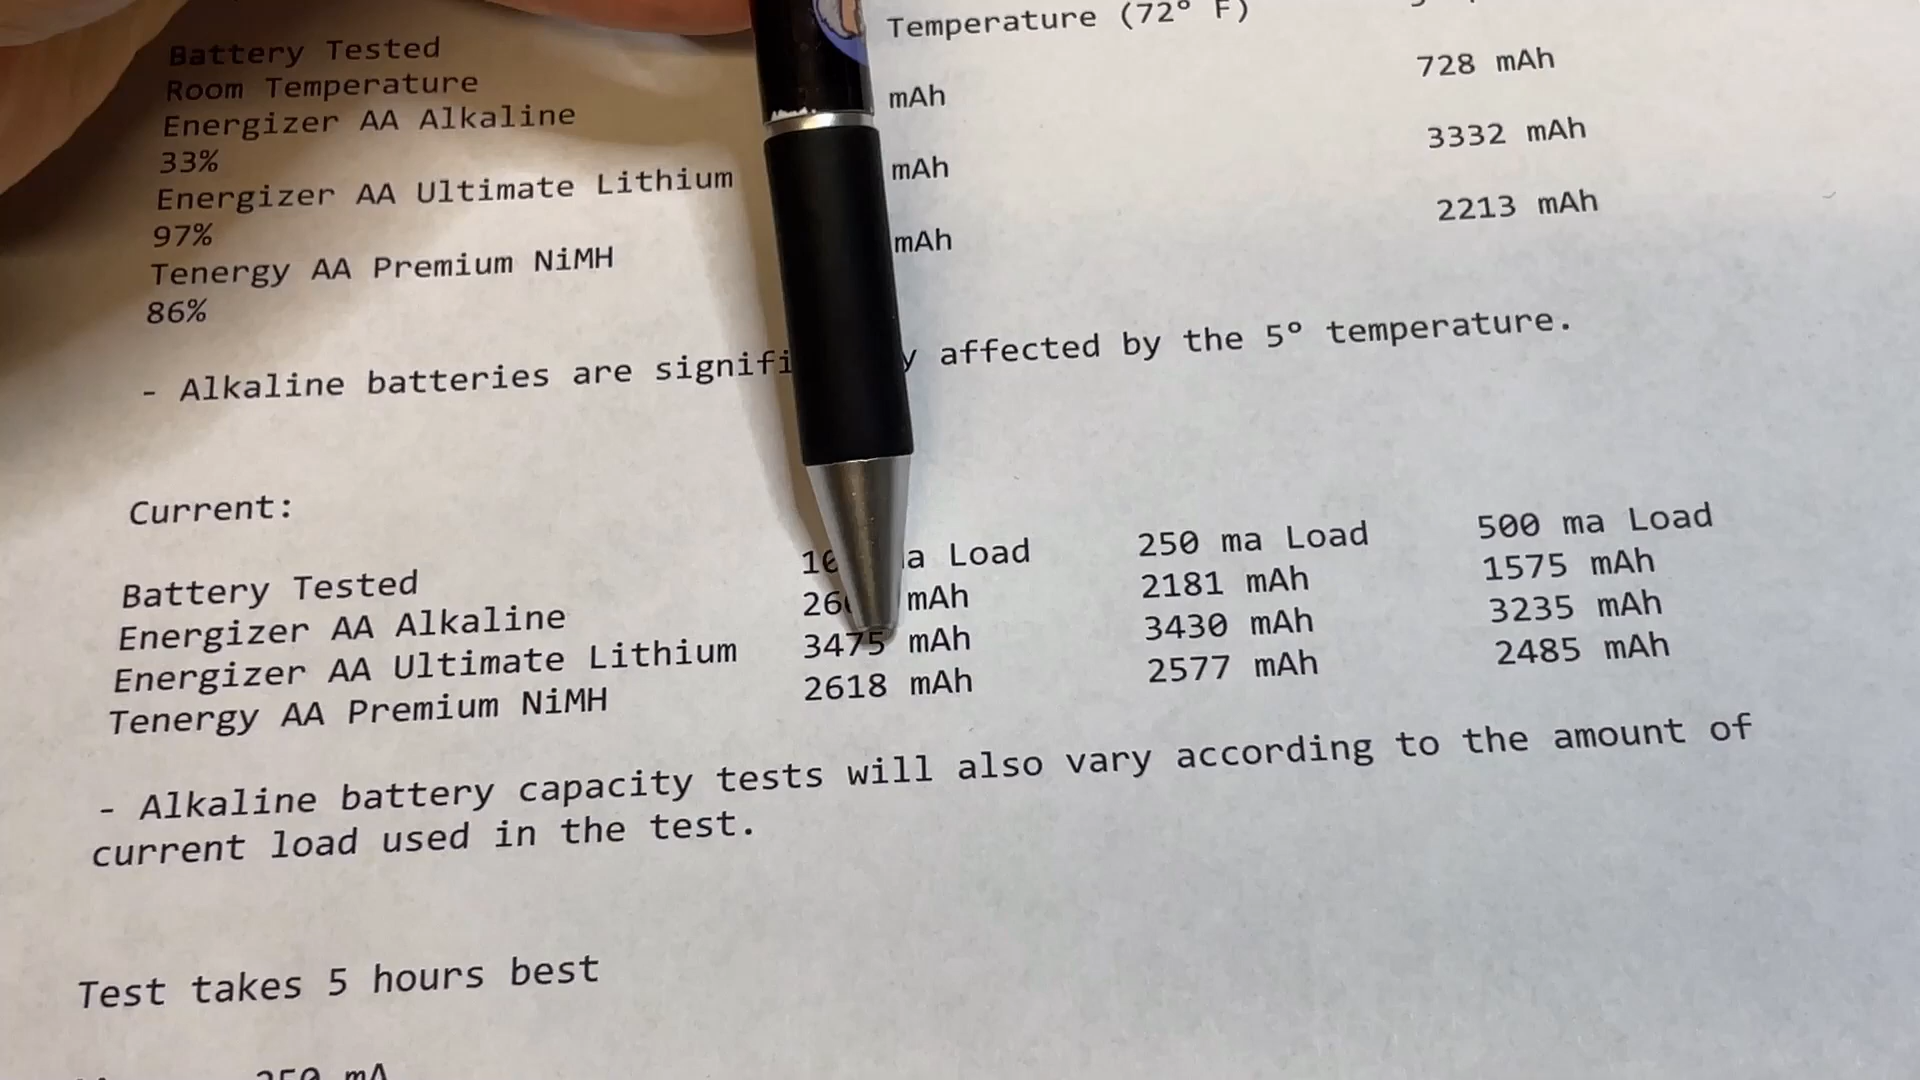 Temperature (72° F)
Battery Tested
Room Temperature
728 mAh
Energizer AA Alkaline mAh
33%
3332 mAh
Energizer AA Ultimate Lithium mAh
97%
2213 mAh
Tenergy AA Premium NiMH mAh
86%
- Alkaline batteries are affected by the 5° temperature.
Current:
Load 250 ma Load 500 ma Load
Battery Tested mAh 2181 mAh 1575 mAh
Energizer AA Alkaline 3475 mAh 3430 mAh 3235 mAh
Energizer AA Ultimate Lithium 2618 mAh 2577 mAh 2485 mAh
Tenergy AA Premium NiMH
- Alkaline battery capacity tests will also vary according to the amount of
current load used in the test.
Test takes 5 hours best